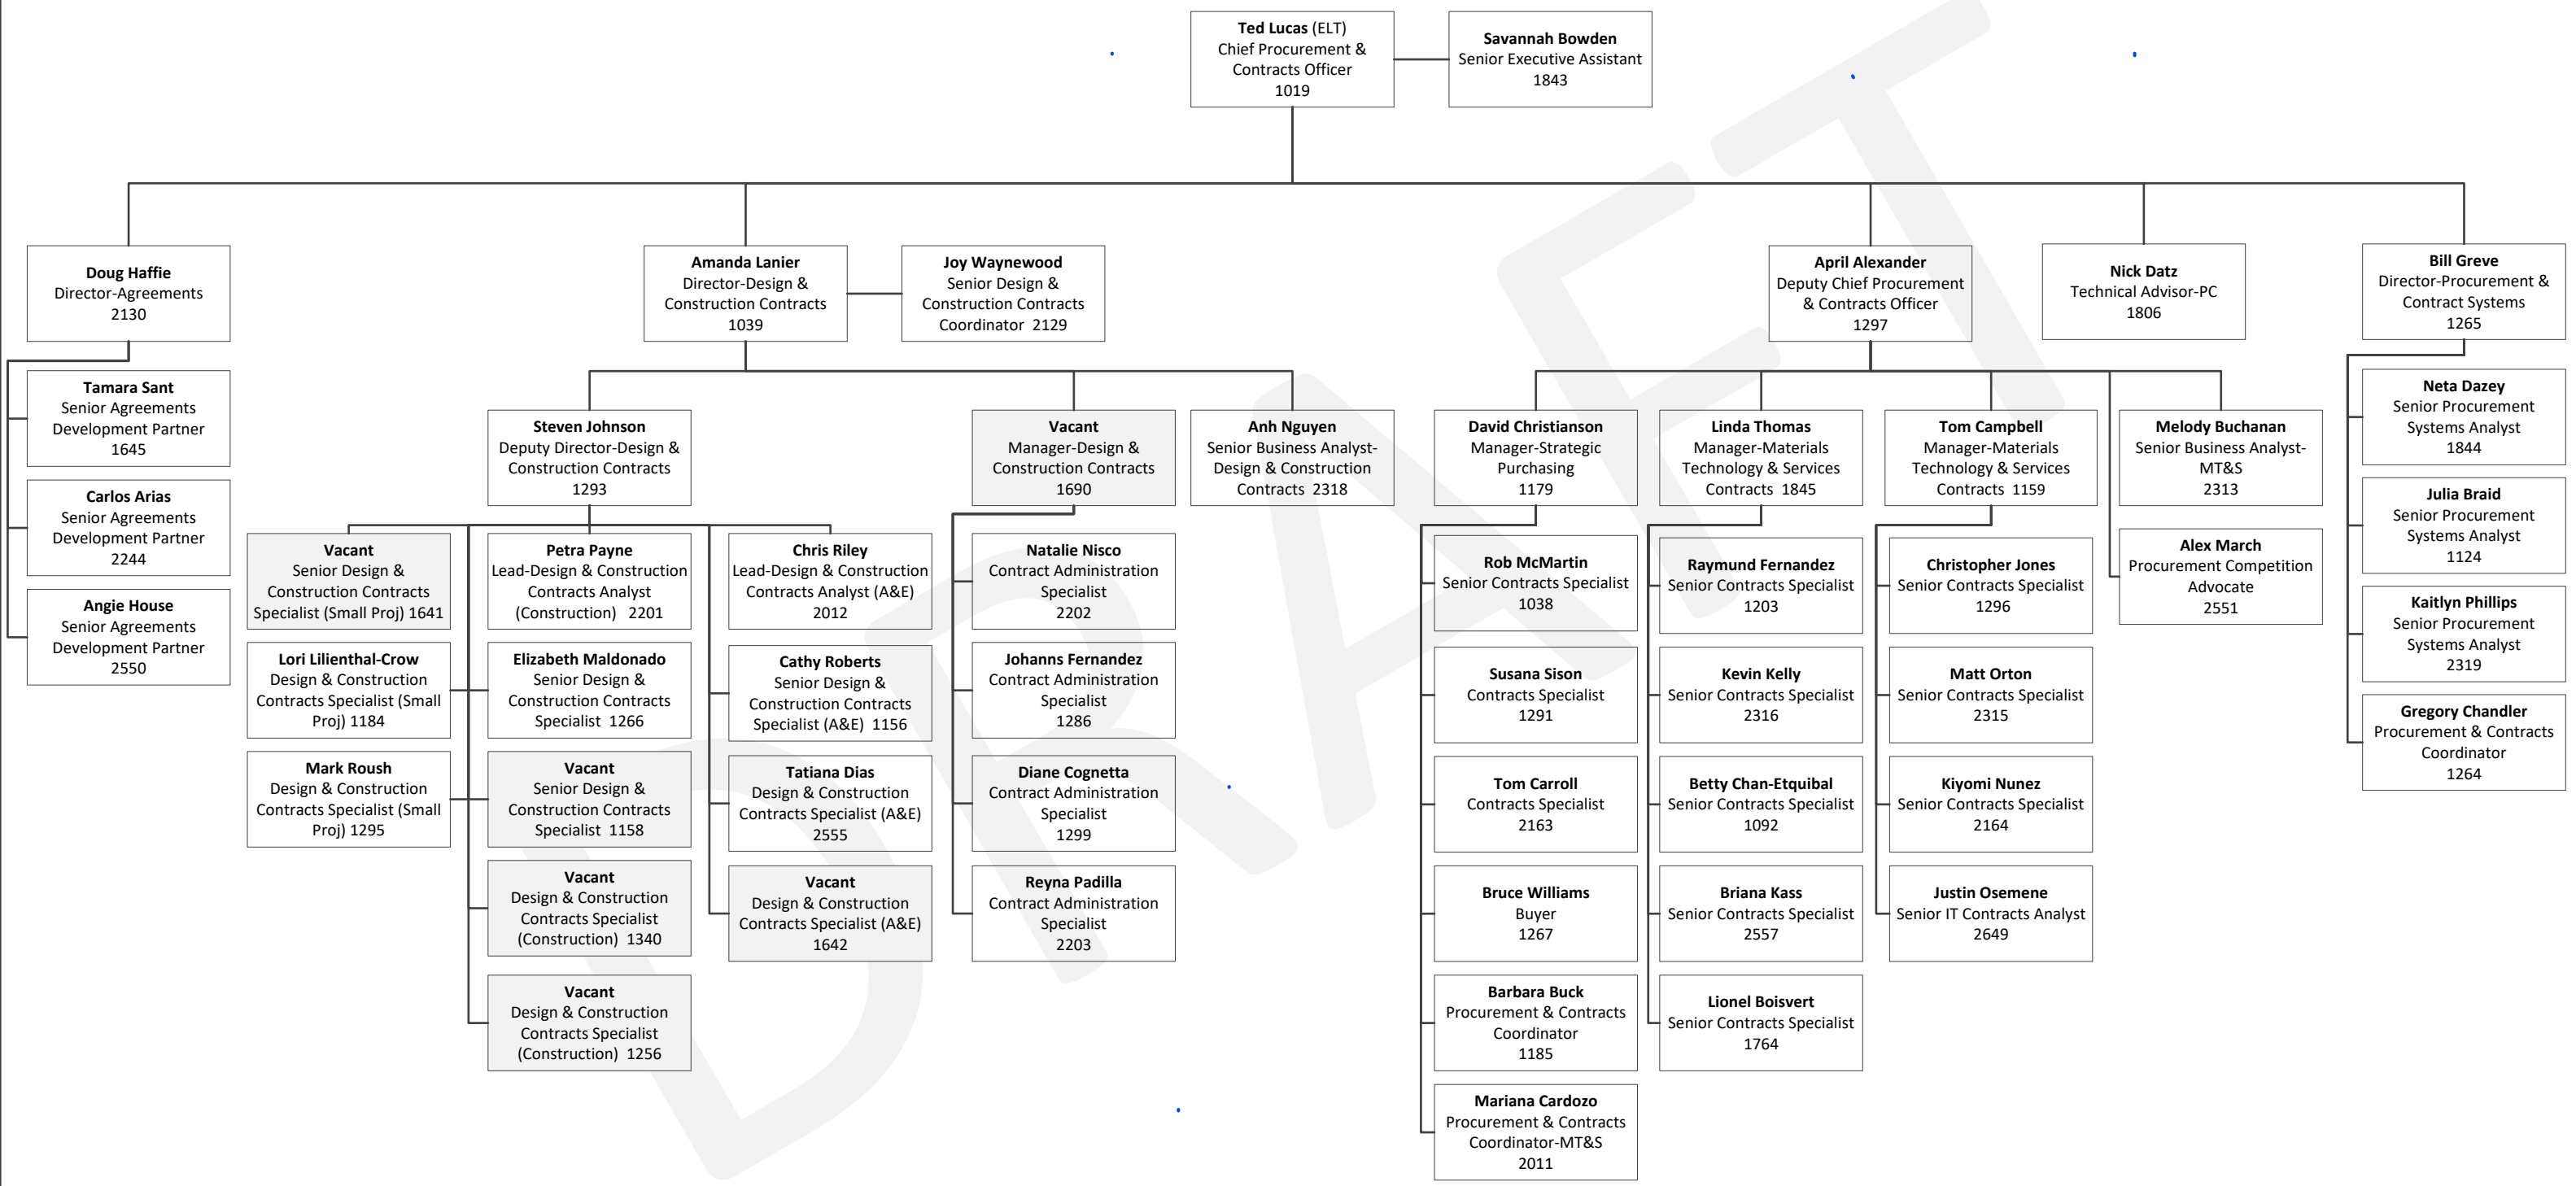 Ted Lucas (ELT)
Chief Procurement &
Contracts Officer
1019
Savannah Bowden
Senior Executive Assistant
1843
Doug Haffie
Director-Agreements
2130
Amanda Lanier
Director-Design &
Construction Contracts
1039
Joy Waynewood
Senior Design &
Construction Contracts
Coordinator 2129
April Alexander
Deputy Chief Procurement
& Contracts Officer
1297
Nick Datz
Technical Advisor-PC
1806
Bill Greve
Director-Procurement &
Contract Systems
1265
Tamara Sant
Senior Agreements
Development Partner
1645
Carlos Arias
Senior Agreements
Development Partner
2244
Angie House
Senior Agreements
Development Partner
2550
Steven Johnson
Deputy Director-Design &
Construction Contracts
1293
Vacant
Manager-Design &
Construction Contracts
1690
Anh Nguyen
Senior Business Analyst-
Design & Construction
Contracts 2318
Vacant
Senior Design &
Construction Contracts
Specialist (Small Proj) 1641
Lori Lilienthal-Crow
Design & Construction
Contracts Specialist (Small
Proj) 1184
Mark Roush
Design & Construction
Contracts Specialist (Small
Proj) 1295
Petra Payne
Lead-Design & Construction
Contracts Analyst
(Construction) 2201
Elizabeth Maldonado
Senior Design &
Construction Contracts
Specialist 1266
Vacant
Senior Design &
Construction Contracts
Specialist 1158
Vacant
Design & Construction
Contracts Specialist
(Construction) 1340
Vacant
Design & Construction
Contracts Specialist
(Construction) 1256
Chris Riley
Lead-Design & Construction
Contracts Analyst (A&E)
2012
Cathy Roberts
Senior Design &
Construction Contracts
Specialist (A&E) 1156
Tatiana Dias
Design & Construction
Contracts Specialist (A&E)
2555
Vacant
Design & Construction
Contracts Specialist (A&E)
1642
Natalie Nisco
Contract Administration
Specialist
2202
Johanns Fernandez
Contract Administration
Specialist
1286
Diane Cognetta
Contract Administration
Specialist
1299
Reyna Padilla
Contract Administration
Specialist
2203
David Christianson
Manager-Strategic
Purchasing
1179
Linda Thomas
Manager-Materials
Technology & Services
Contracts 1845
Tom Campbell
Manager-Materials
Technology & Services
Contracts 1159
Melody Buchanan
Senior Business Analyst-
MT&S
2313
Alex March
Procurement Competition
Advocate
2551
Rob McMartin
Senior Contracts Specialist
1038
Susana Sison
Contracts Specialist
1291
Tom Carroll
Contracts Specialist
2163
Bruce Williams
Buyer
1267
Barbara Buck
Procurement & Contracts
Coordinator
1185
Mariana Cardozo
Procurement & Contracts
Coordinator-MT&S
2011
Raymund Fernandez
Senior Contracts Specialist
1203
Kevin Kelly
Senior Contracts Specialist
2316
Betty Chan-Etquibal
Senior Contracts Specialist
1092
Briana Kass
Senior Contracts Specialist
2557
Lionel Boisvert
Senior Contracts Specialist
1764
Christopher Jones
Senior Contracts Specialist
1296
Matt Orton
Senior Contracts Specialist
2315
Kiyomi Nunez
Senior Contracts Specialist
2164
Justin Osemene
Senior IT Contracts Analyst
2649
Neta Dazey
Senior Procurement
Systems Analyst
1844
Julia Braid
Senior Procurement
Systems Analyst
1124
Kaitlyn Phillips
Senior Procurement
Systems Analyst
2319
Gregory Chandler
Procurement & Contracts
Coordinator
1264
DRAFT